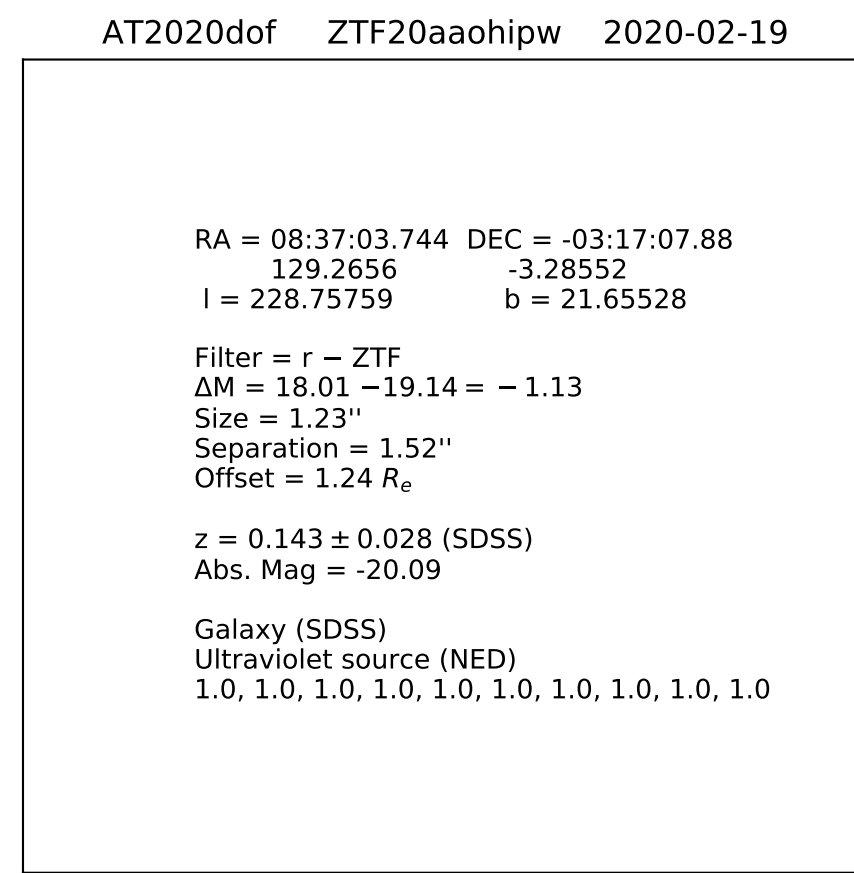 AT2020dof ZTF20aaohipw 2020-02-19
RA = 08:37:03.744 DEC = -03:17:07.88
129.2656 -3.28552
l = 228.75759 b = 21.65528
Filter = r − ZTF
ΔM = 18.01 −19.14 = − 1.13
Size = 1.23''
Separation = 1.52''
Offset = 1.24 Re
z = 0.143 ± 0.028 (SDSS)
Abs. Mag = -20.09
Galaxy (SDSS)
Ultraviolet source (NED)
1.0, 1.0, 1.0, 1.0, 1.0, 1.0, 1.0, 1.0, 1.0, 1.0